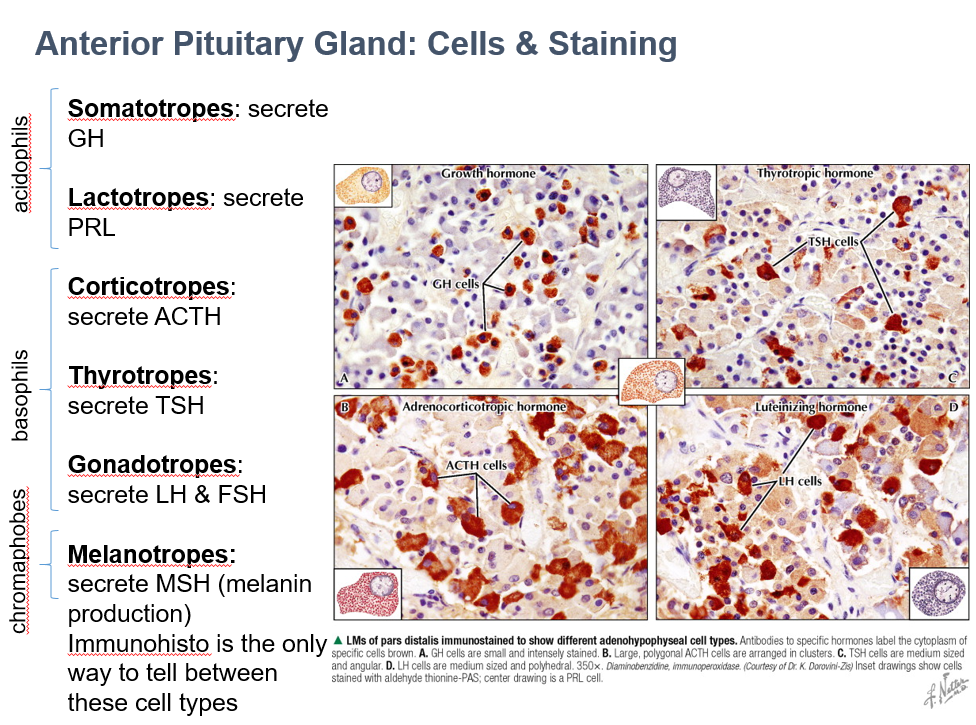 Anterior Pituitary Gland: Cells & Staining
acidophils
Somatotropes: secrete
GH
Lactotropes: secrete
PRL
basophils
Corticotropes:
secrete ACTH
Thyrotropes:
secrete TSH
Gonadotropes:
secrete LH & FSH
chromaphobes
Melanotropes:
secrete MSH (melanin
production)
Immunohisto is the only
way to tell between
these cell types
Growth hormone
GH cells
A
Thyrotropic hormone
TSH cells
C
B
Adrenocorticotropic hormone
ACTH cells
Luteinizing hormone
D
LH cells
▲ LMs of pars distalis immunostained to show different adenohypophyseal cell types. Antibodies to specific hormones label the cytoplasm of
specific cells brown. A. GH cells are small and intensely stained. B. Large, polygonal ACTH cells are arranged in clusters. C. TSH cells are medium sized
and angular. D. LH cells are medium sized and polyhedral. 350×. Diaminobenzidine, immunoperoxidase. (Courtesy of Dr. K. Dorovini-Zis) Inset drawings show cells
stained with aldehyde thionine-PAS; center drawing is a PRL cell.
F. Netter
M.D.